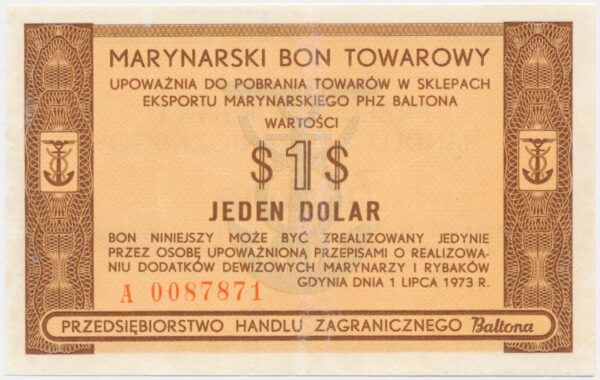 MARYNARSKI BON TOWAROWY
UPOWAŻNIA DO POBRANIA TOWARÓW W SKLEPACH
EKSPORTU MARYNARSKIEGO PHZ BALTONA
WARTOŚCI
$1$
JEDEN DOLAR
BON NINIEJSZY MOŻE BYĆ ZREALIZOWANY JEDYNIE
PRZEZ OSOBĘ UPOWAŻNIONĄ PRZEPISAMI O REALIZOWA-
NIU DODATKÓW DEWIZOWYCH MARYNARZY I RYBAKÓW
GDYNIA DNIA 1 LIPCA 1973 R.
A 0087871
PRZEDSIĘBIORSTWO HANDLU ZAGRANICZNEGO Baltona